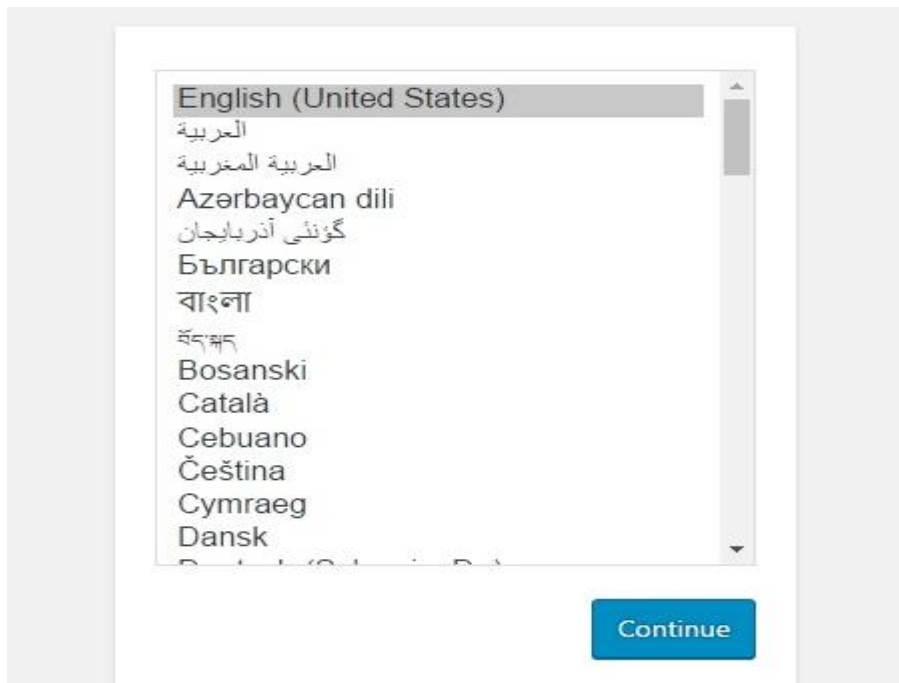 English (United States)
العربية
العربية المغربية
Azərbaycan dili
گؤنئی آذربایجان
Български
বাংলা
བོད་སྐད
Bosanski
Català
Cebuano
Čeština
Cymraeg
Dansk
Continue